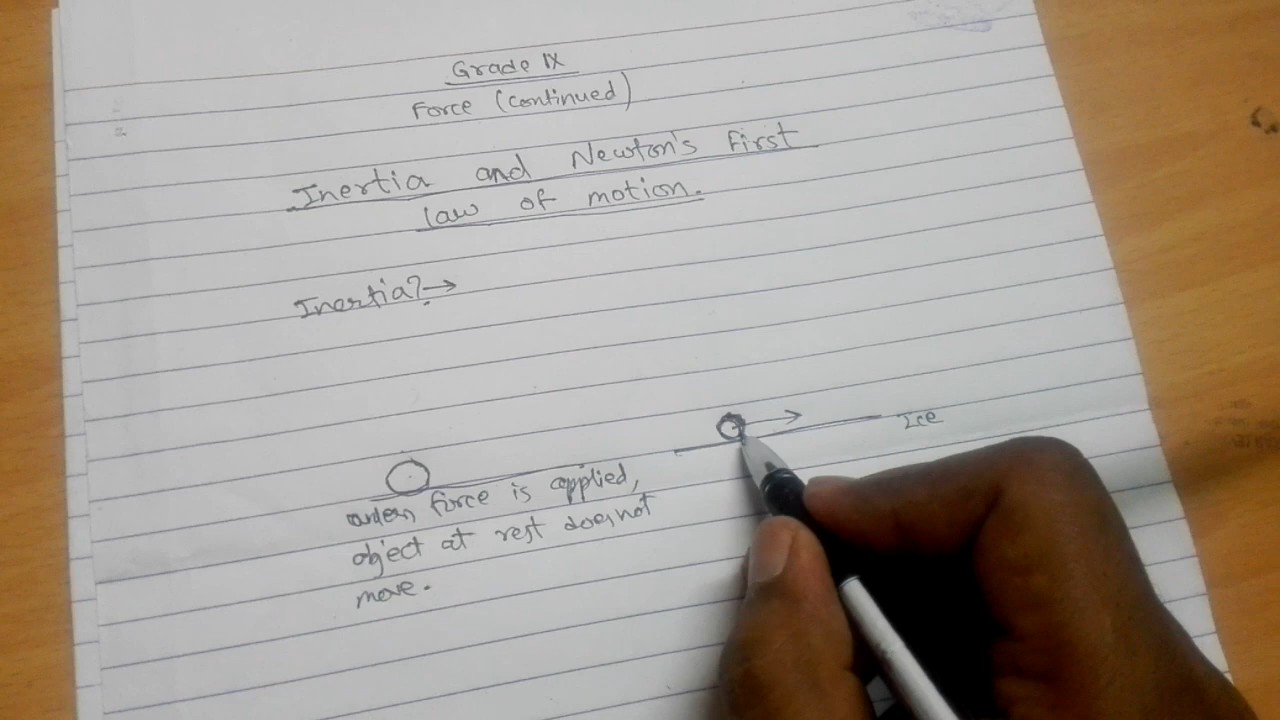 Grade IX
Force (continued)
Inertia and Newton's first
law of motion.
Inertia? →
Ice
force is applied,
object at rest does not
move.